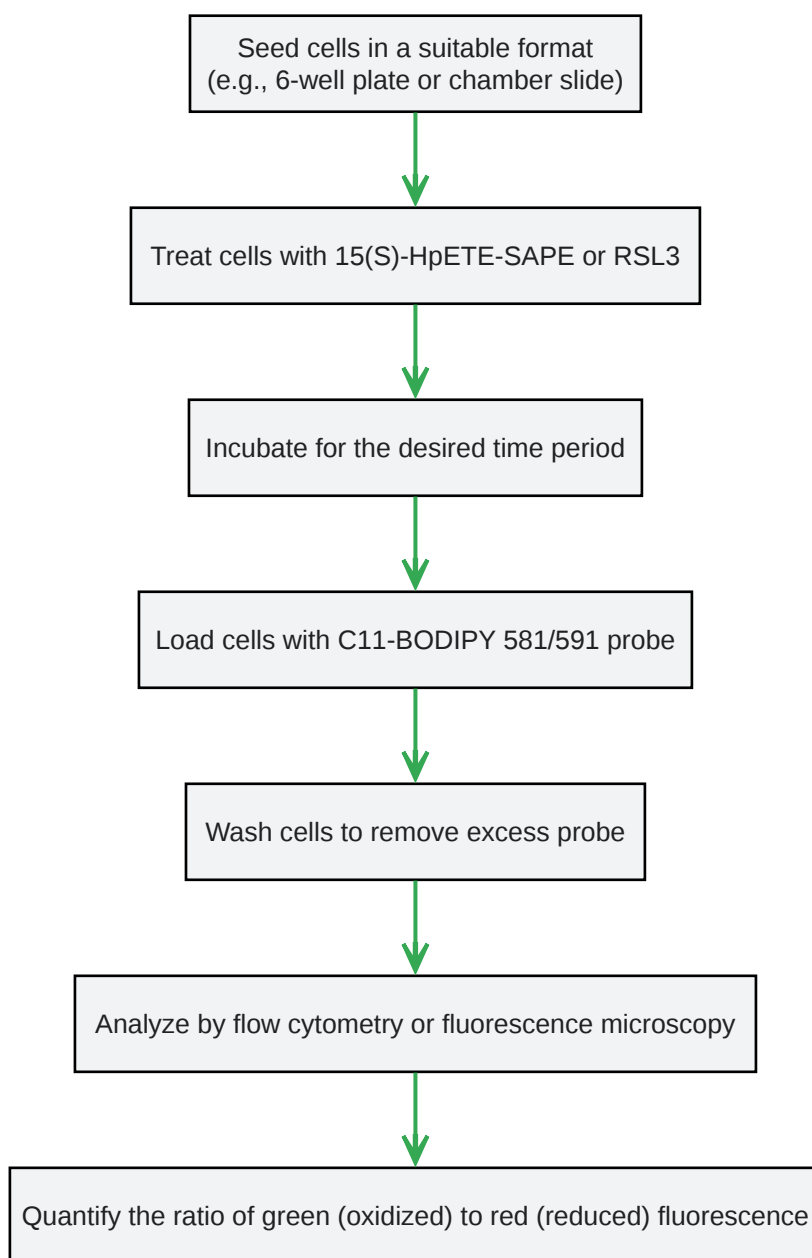 Seed cells in a suitable format
(e.g., 6-well plate or chamber slide)
Treat cells with 15(S)-HpETE-SAPE or RSL3
Incubate for the desired time period
Load cells with C11-BODIPY 581/591 probe
Wash cells to remove excess probe
Analyze by flow cytometry or fluorescence microscopy
Quantify the ratio of green (oxidized) to red (reduced) fluorescence